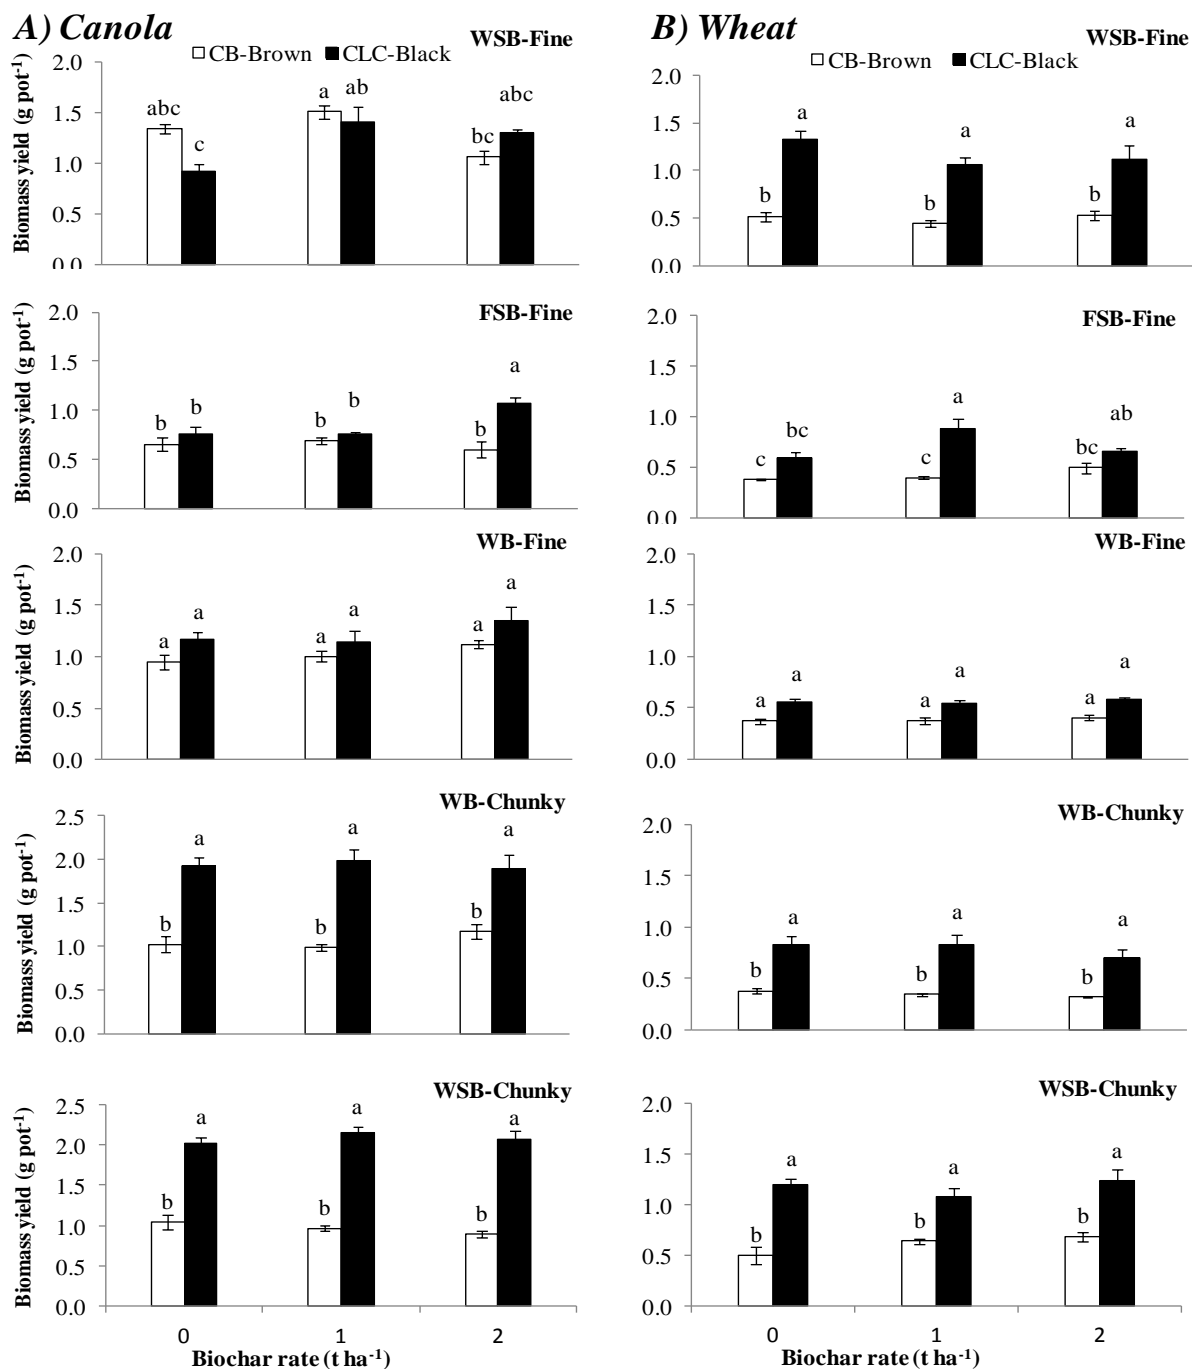 A) Canola
WSB-Fine
CB-Brown CLC-Black
Biomass yield (g pot-1)
2.0
1.5
1.0
0.5
0.0
abc
c
a
ab
bc
abc
FSB-Fine
Biomass yield (g pot-1)
2.0
1.5
1.0
0.5
0.0
b
b
b
b
b
a
WB-Fine
Biomass yield (g pot-1)
2.0
1.5
1.0
0.5
0.0
a
a
a
a
a
a
WB-Chunky
Biomass yield (g pot-1)
2.5
2.0
1.5
1.0
0.5
0.0
b
a
b
a
b
a
WSB-Chunky
Biomass yield (g pot-1)
2.5
2.0
1.5
1.0
0.5
0.0
b
a
b
a
b
a
0 1 2
Biochar rate (t ha-1)
B) Wheat
WSB-Fine
CB-Brown CLC-Black
2.0
1.5
1.0
0.5
0.0
b
a
b
a
b
a
FSB-Fine
2.0
1.5
1.0
0.5
0.0
c
bc
c
a
bc
ab
WB-Fine
2.0
1.5
1.0
0.5
0.0
a
a
a
a
a
a
WB-Chunky
2.0
1.5
1.0
0.5
0.0
b
a
b
a
b
a
WSB-Chunky
2.0
1.5
1.0
0.5
0.0
b
a
b
a
b
a
0 1 2
Biochar rate (t ha-1)